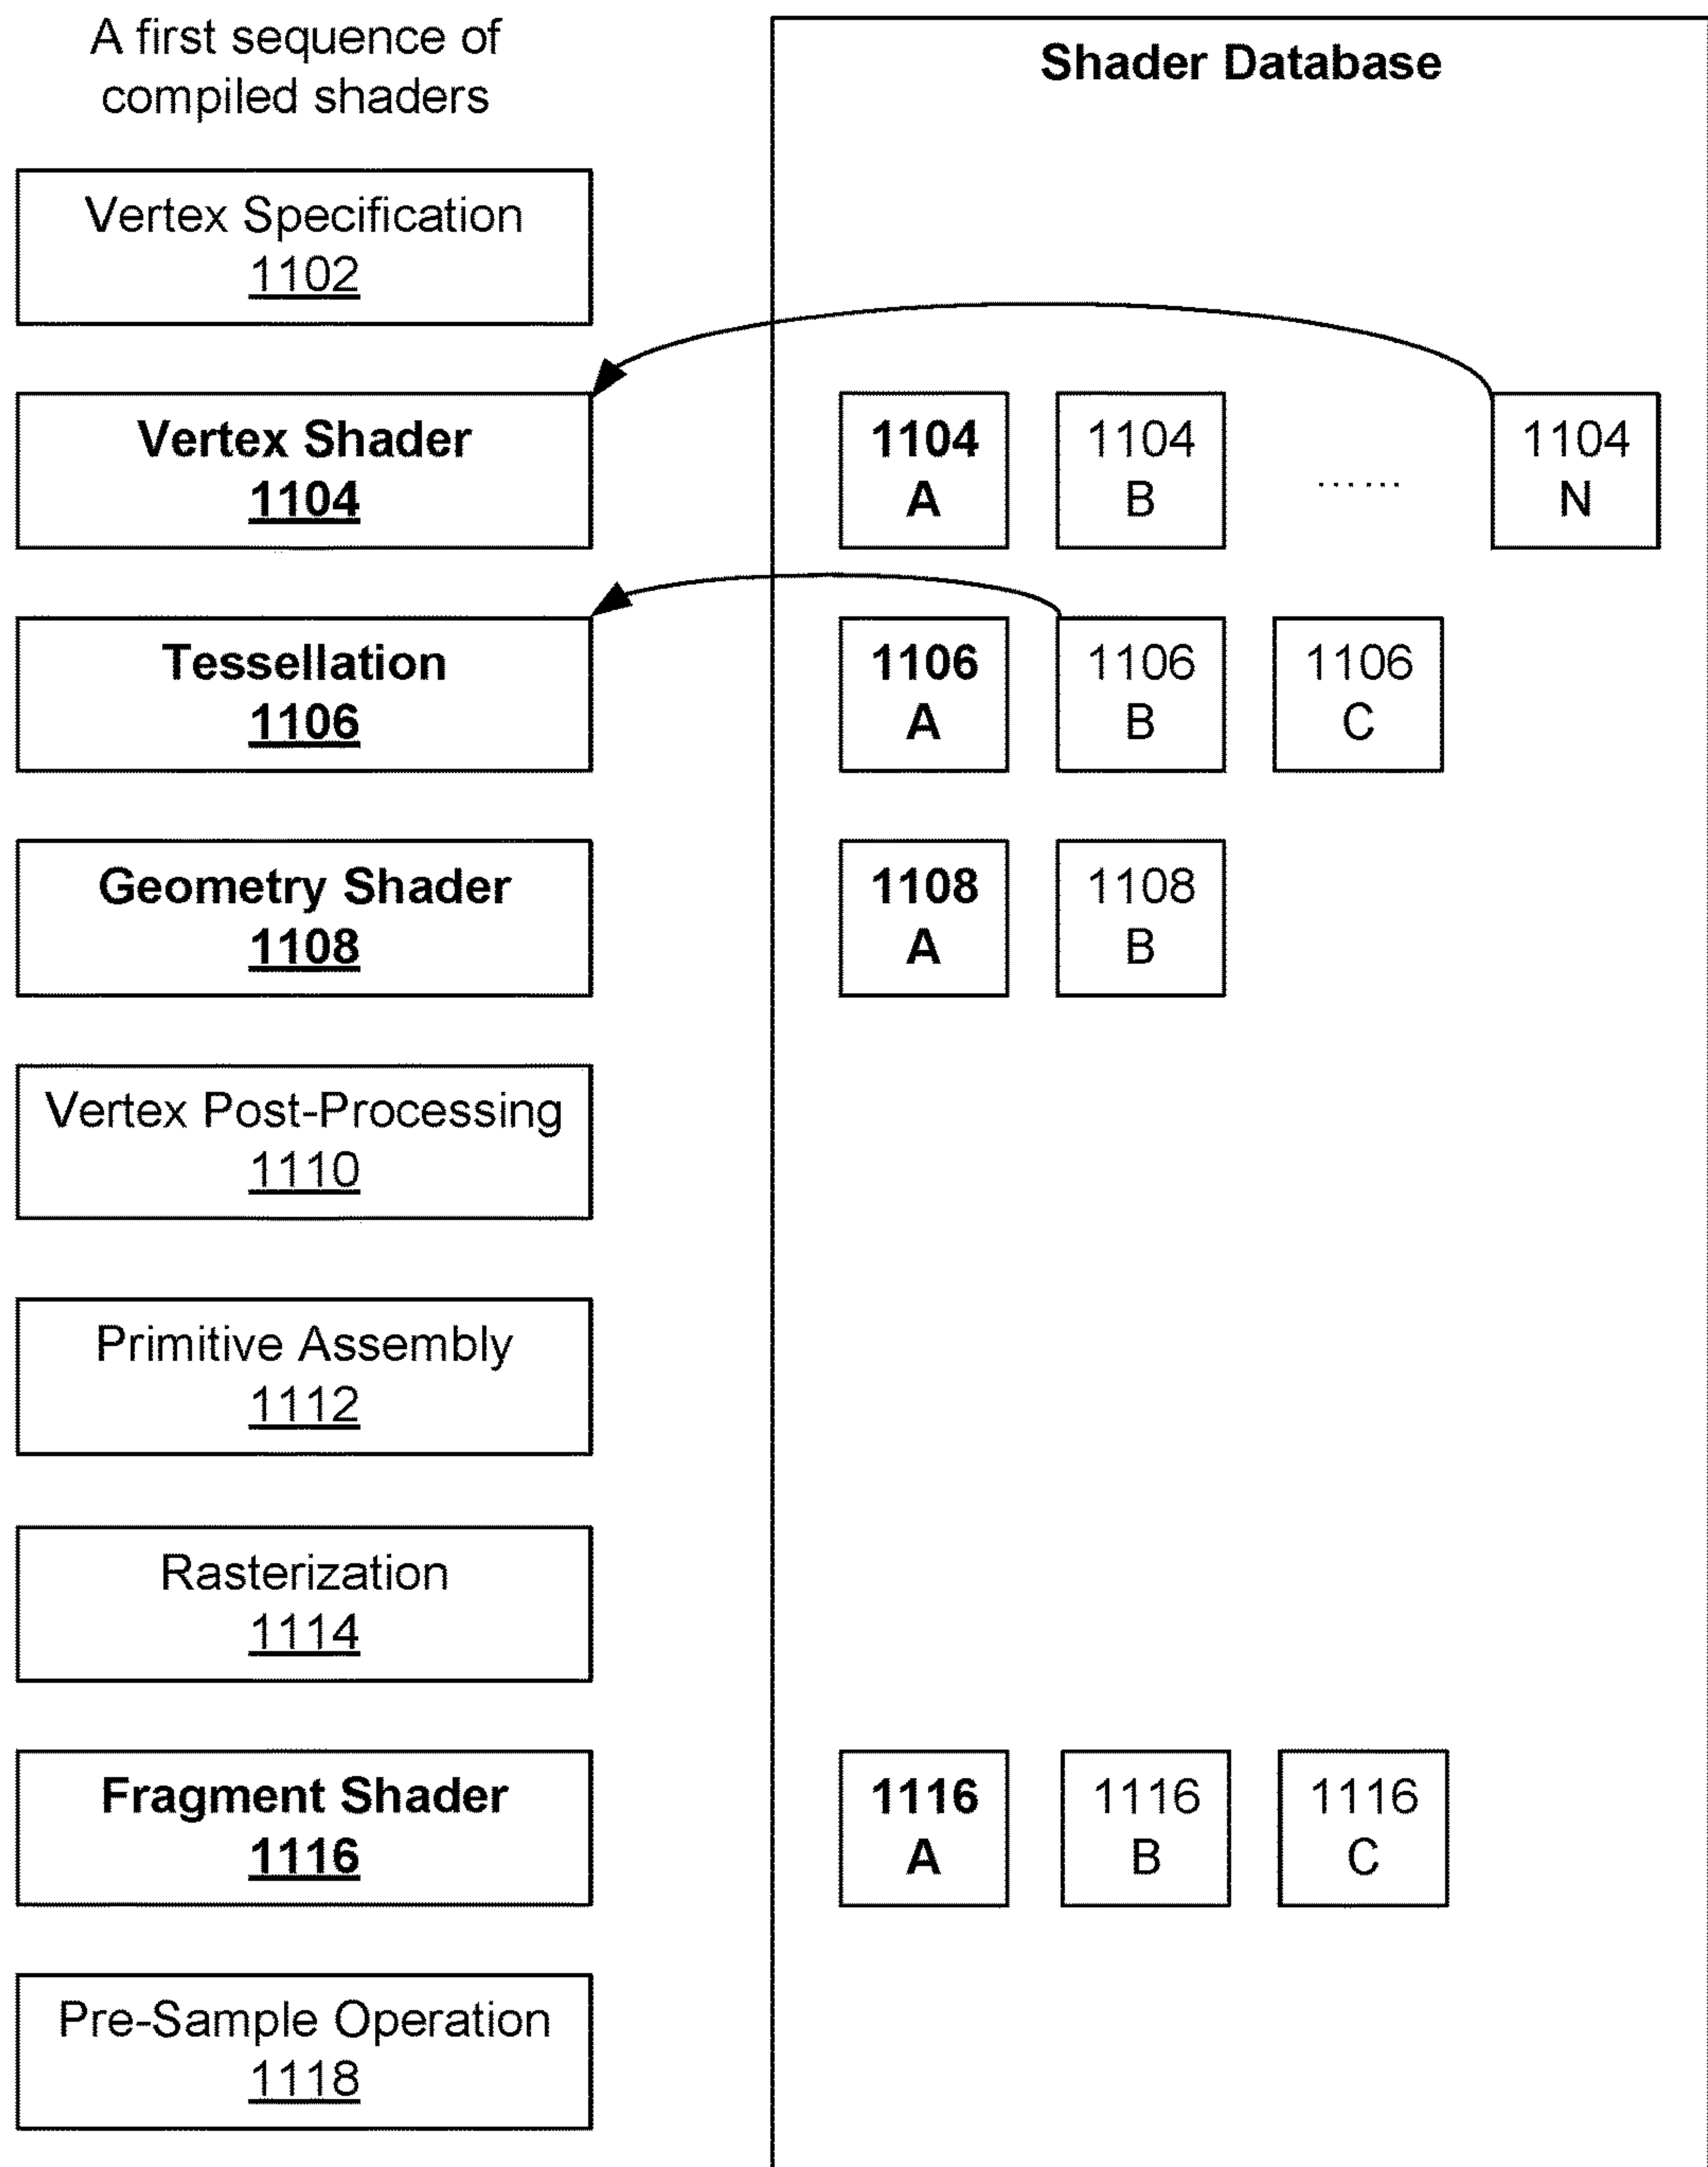 A first sequence of
compiled shaders
Shader Database
Vertex Specification
1102
Vertex Shader
1104
1104
A
1104
B
......
1104
N
Tessellation
1106
1106
A
1106
B
1106
C
Geometry Shader
1108
1108
A
1108
B
Vertex Post-Processing
1110
Primitive Assembly
1112
Rasterization
1114
Fragment Shader
1116
1116
A
1116
B
1116
C
Pre-Sample Operation
1118